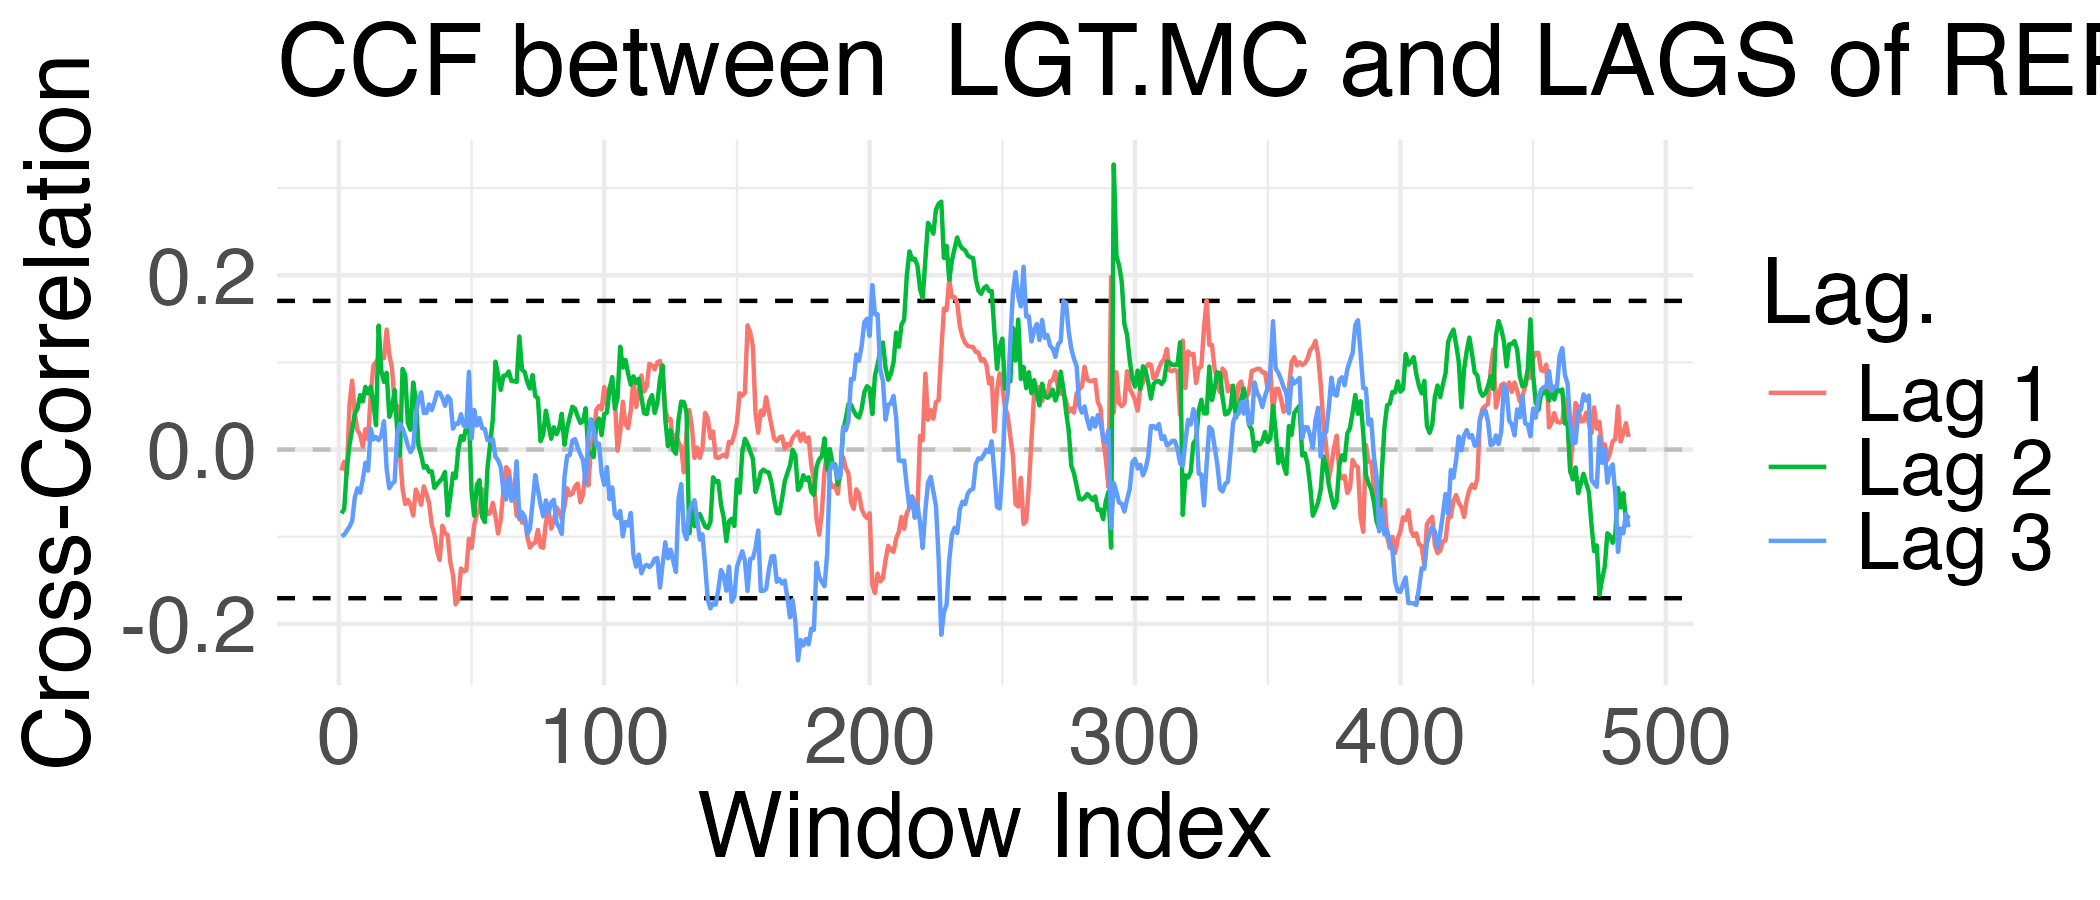 CCF between LGT.MC and LAGS of
Cross-Correlation
0.2
0.0
-0.2
0 100 200 300 400 500
Window Index
Lag.
Lag 1
Lag 2
Lag 3